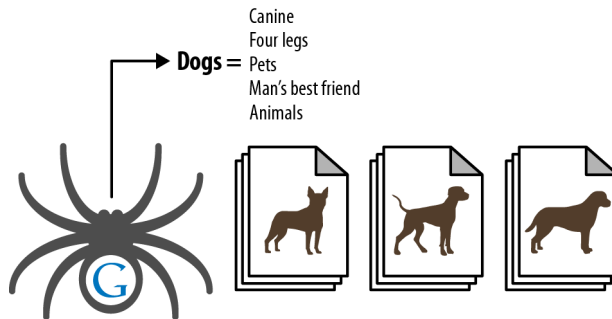 Canine
Four legs
Dogs = Pets
Man's best friend
Animals
G